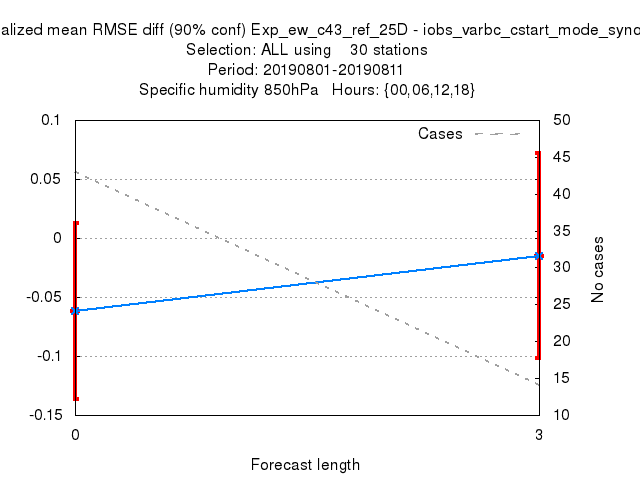 alized mean RMSE diff (90% conf) Exp_ew_c43_ref_25D - iobs_varbc_cstart_mode_syno
Selection: ALL using 30 stations
Period: 20190801-20190811
Specific humidity 850hPa Hours: {00,06,12,18}
Cases
0.1
0.05
0
-0.05
-0.1
-0.15
50
45
40
35
30
25
20
15
10
No cases
0
3
Forecast length